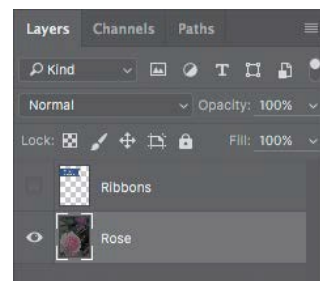 Layers Channels Paths
Kind
Normal Opacity: 100%
Lock: Fill: 100%
Ribbons
Rose